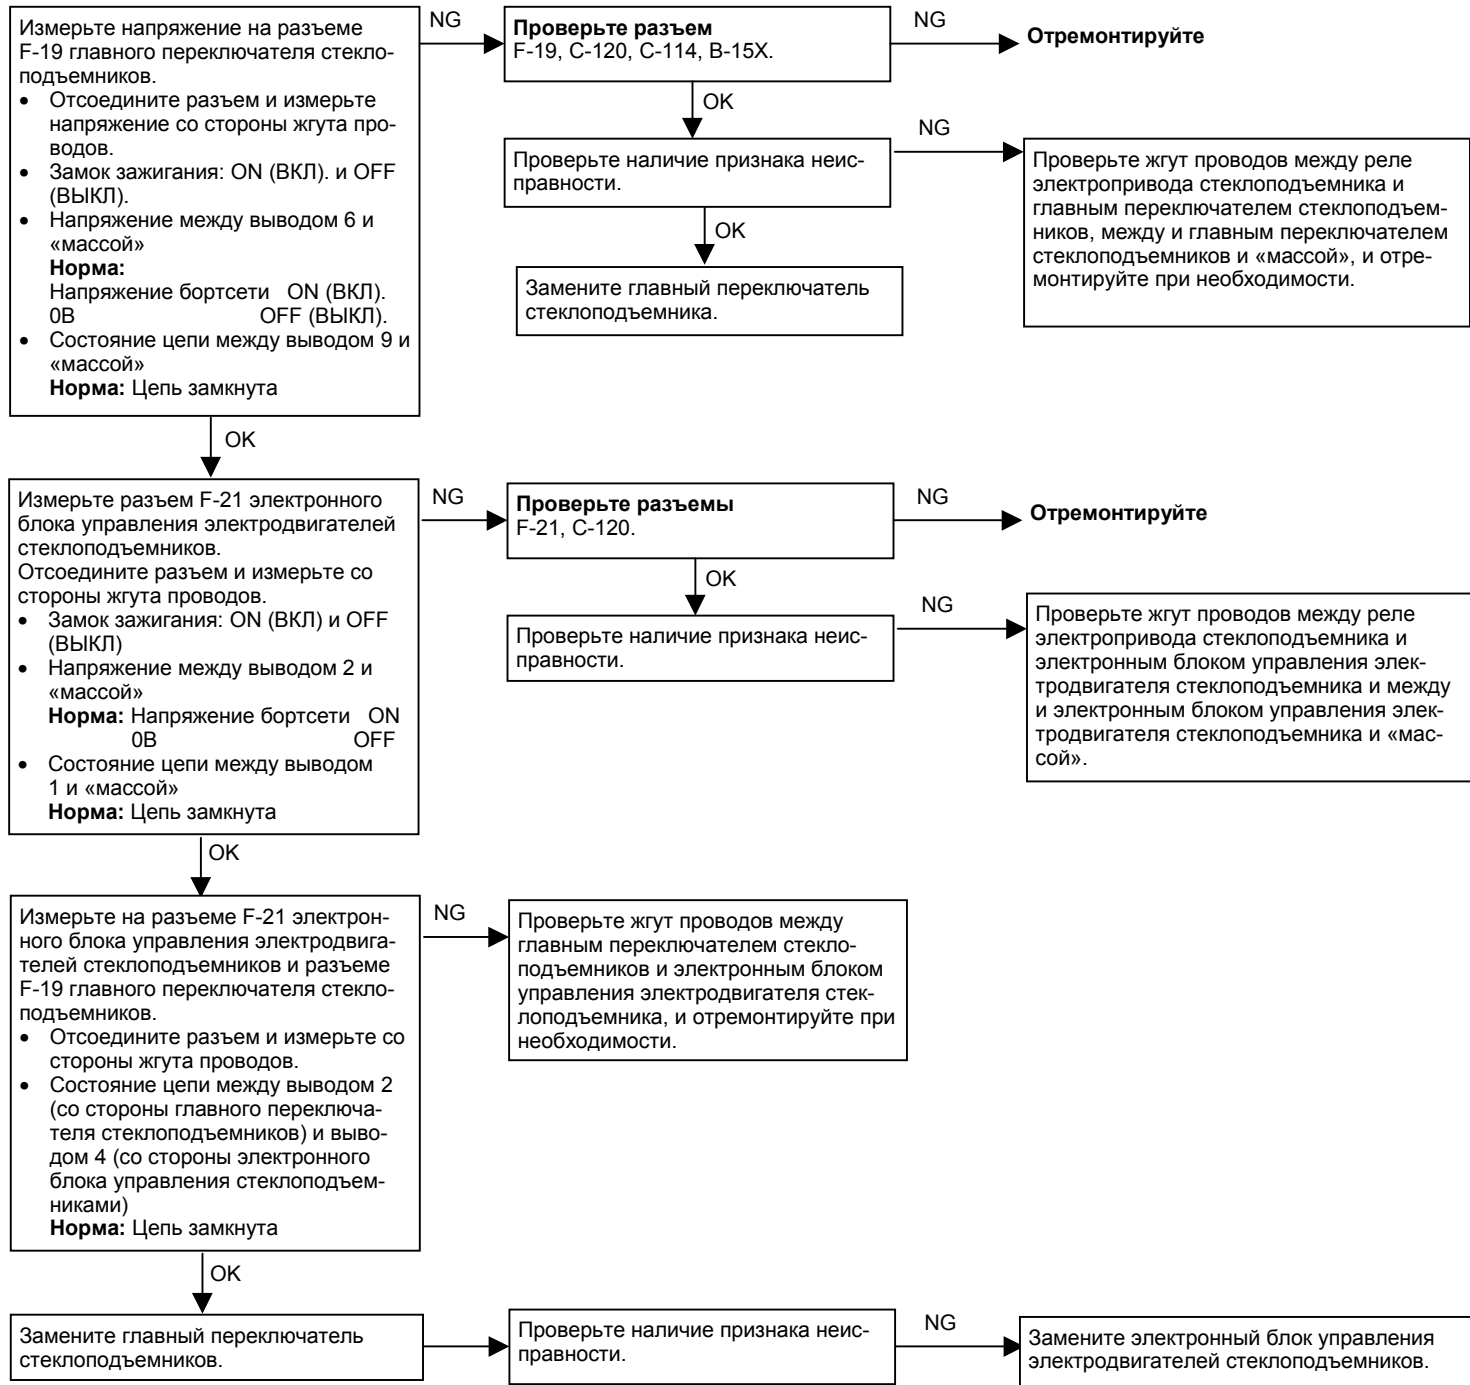 Измерьте напряжение на разъеме
F-19 главного переключателя стекло-
подъемников.
• Отсоедините разъем и измерьте
напряжение со стороны жгута про-
водов.
• Замок зажигания: ON (ВКЛ). и OFF
(ВЫКЛ).
• Напряжение между выводом 6 и
«массой»
Норма:
Напряжение бортсети ON (ВКЛ).
0В OFF (ВЫКЛ).
• Состояние цепи между выводом 9 и
«массой»
Норма: Цепь замкнута
NG
Проверьте разъем
F-19, C-120, C-114, B-15X.
NG
Отремонтируйте
OK
Проверьте наличие признака неис-
правности.
NG
Проверьте жгут проводов между реле
электропривода стеклоподъемника и
главным переключателем стеклоподъем-
ников, между и главным переключателем
стеклоподъемников и «массой», и отре-
монтируйте при необходимости.
OK
Замените главный переключатель
стеклоподъемника.
OK
Измерьте разъем F-21 электронного
блока управления электродвигателей
стеклоподъемников.
Отсоедините разъем и измерьте со
стороны жгута проводов.
• Замок зажигания: ON (ВКЛ) и OFF
(ВЫКЛ)
• Напряжение между выводом 2 и
«массой»
Норма: Напряжение бортсети ON
0В OFF
• Состояние цепи между выводом
1 и «массой»
Норма: Цепь замкнута
NG
Проверьте разъемы
F-21, C-120.
NG
Отремонтируйте
OK
Проверьте наличие признака неис-
правности.
NG
Проверьте жгут проводов между реле
электропривода стеклоподъемника и
электронным блоком управления элек-
тродвигателя стеклоподъемника и между
и электронным блоком управления элек-
тродвигателя стеклоподъемника и «мас-
сой».
OK
Измерьте на разъеме F-21 электрон-
ного блока управления электродвига-
телей стеклоподъемников и разъеме
F-19 главного переключателя стекло-
подъемников.
• Отсоедините разъем и измерьте со
стороны жгута проводов.
• Состояние цепи между выводом 2
(со стороны главного переключа-
теля стеклоподъемников) и выво-
дом 4 (со стороны электронного
блока управления стеклоподъем-
никами)
Норма: Цепь замкнута
NG
Проверьте жгут проводов между
главным переключателем стекло-
подъемников и электронным блоком
управления электродвигателя стек-
лоподъемника, и отремонтируйте при
необходимости.
OK
Замените главный переключатель
стеклоподъемников.
Проверьте наличие признака неис-
правности.
NG
Замените электронный блок управления
электродвигателей стеклоподъемников.